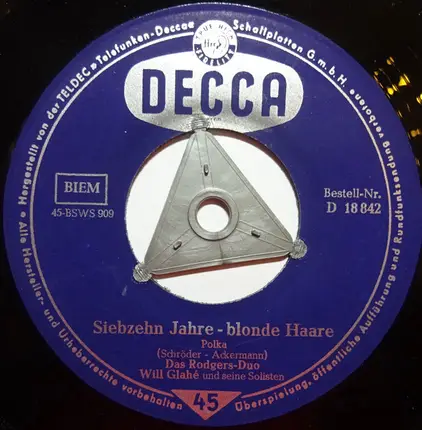 Hergestellt von der TELDEC »Telefunken-Decca« Schallplatten G.m.b.H.
DECCA
BIEM
45-BSWS 909
Bestell-Nr.
D 18 842
Siebzehn Jahre - blonde Haare
Polka
(Schröder - Ackermann)
Das Rodgers-Duo
Will Glahé und seine Solisten
45
Alle Hersteller- und Urheberrechte vorbehalten
Überspielung, öffentliche Aufführung und Rundfunksendung verboten